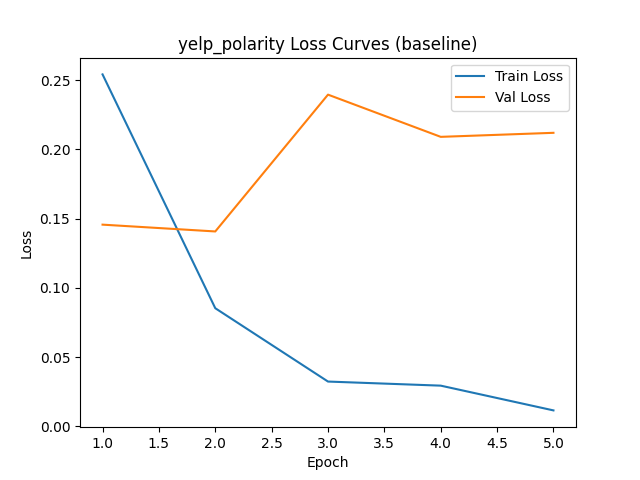 yelp_polarity Loss Curves (baseline)
Train Loss
Val Loss
0.25
0.20
0.15
0.10
0.05
0.00
Loss
1.0 1.5 2.0 2.5 3.0 3.5 4.0 4.5 5.0
Epoch